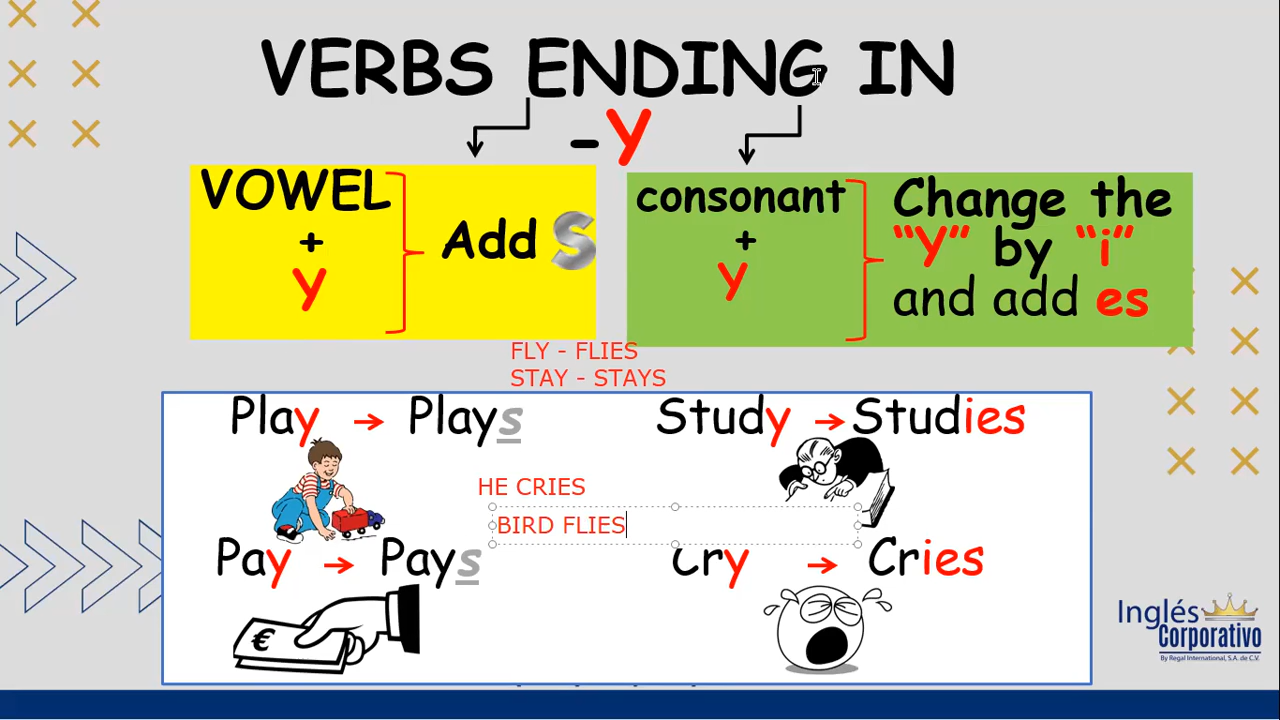 VERBS ENDING IN
-Y
VOWEL
+
Y
Add S
consonant
+
Y
Change the
“Y” by “i”
and add es
FLY - FLIES
STAY - STAYS
Play → Plays
Study → Studies
HE CRIES
BIRD FLIES
Pay → Pays
Cry → Cries
€
Inglés
Corporativo
By Regal International, S.A. de C.V.